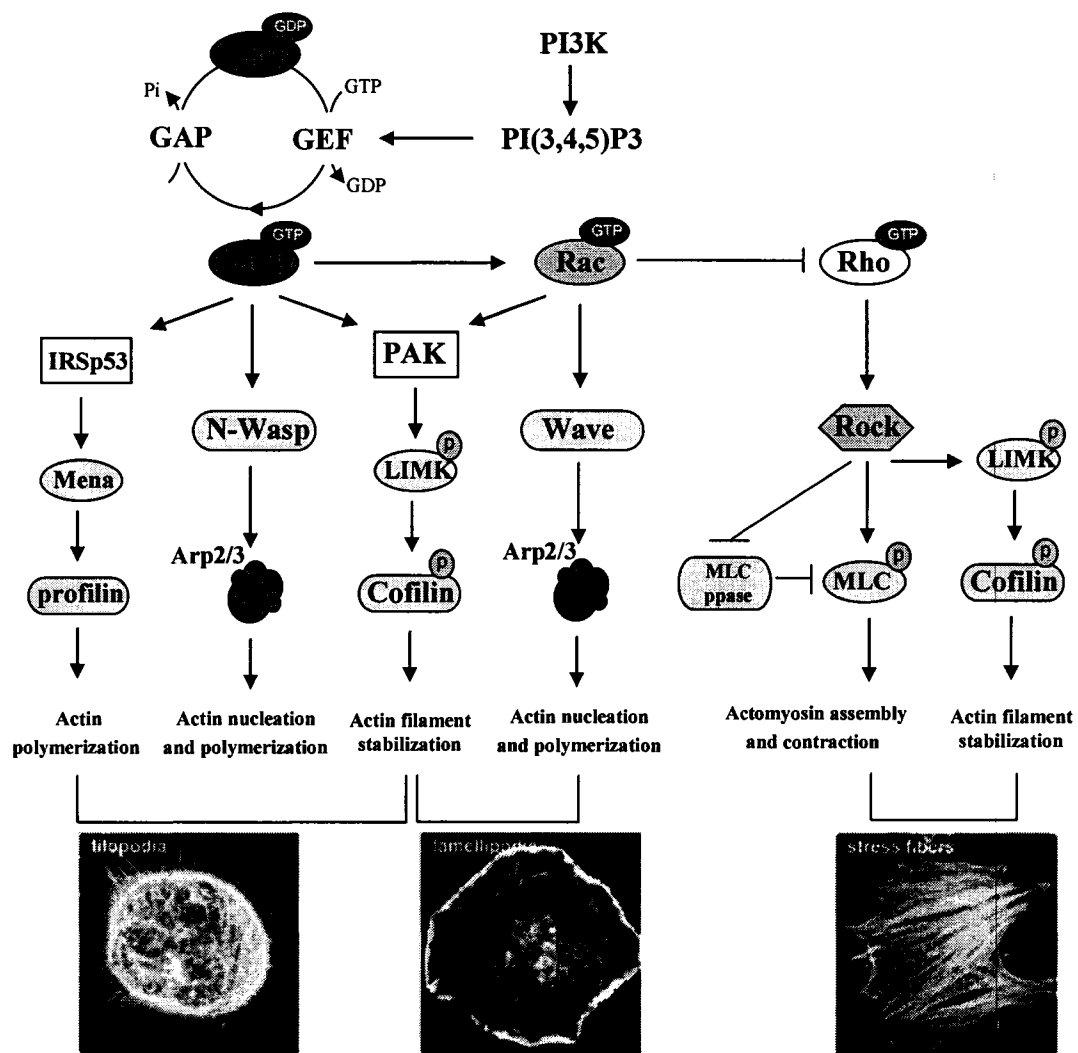 GDP
PI3K
Pi
GTP
GAP
GEF
PI(3,4,5)P3
GDP
GTP
GTP
Rac
GTP
Rho
IRSp53
PAK
N-Wasp
Wave
Rock
p
LIMK
p
LIMK
Mena
Arp2/3
Arp2/3
p
Cofilin
profilin
MLC
ppase
p
MLC
p
Cofilin
Actin
polymerization
Actin nucleation
and polymerization
Actin filament
stabilization
Actin nucleation
and polymerization
Actomyosin assembly
and contraction
Actin filament
stabilization
filopodia
lamellipodia
stress fibers